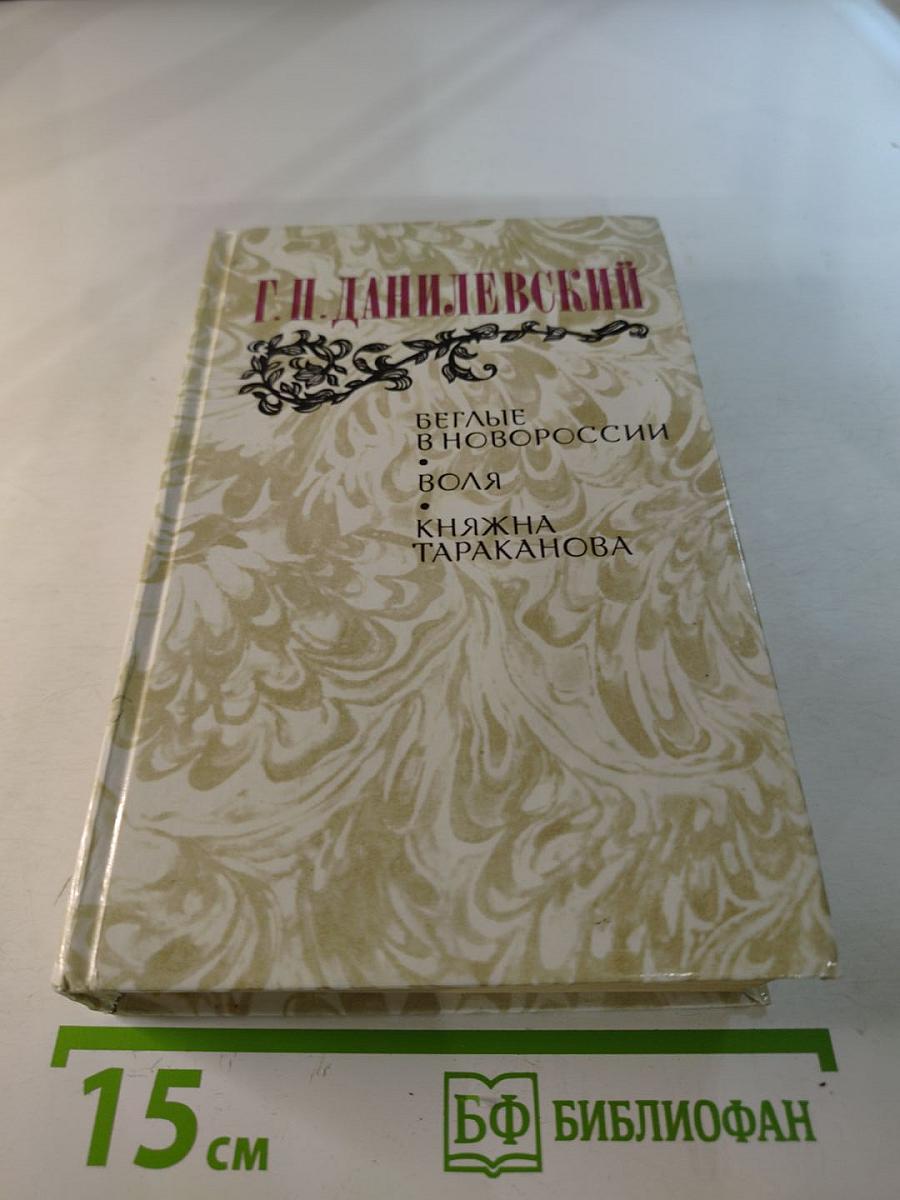 Г.П.ДАНИЛЕВСКИЙ
БЕГЛЫЕ
В НОВОРОССИИ
•
ВОЛЯ
•
КНЯЖНА
ТАРАКАНОВА
15 см
БФ БИБЛИОФАН